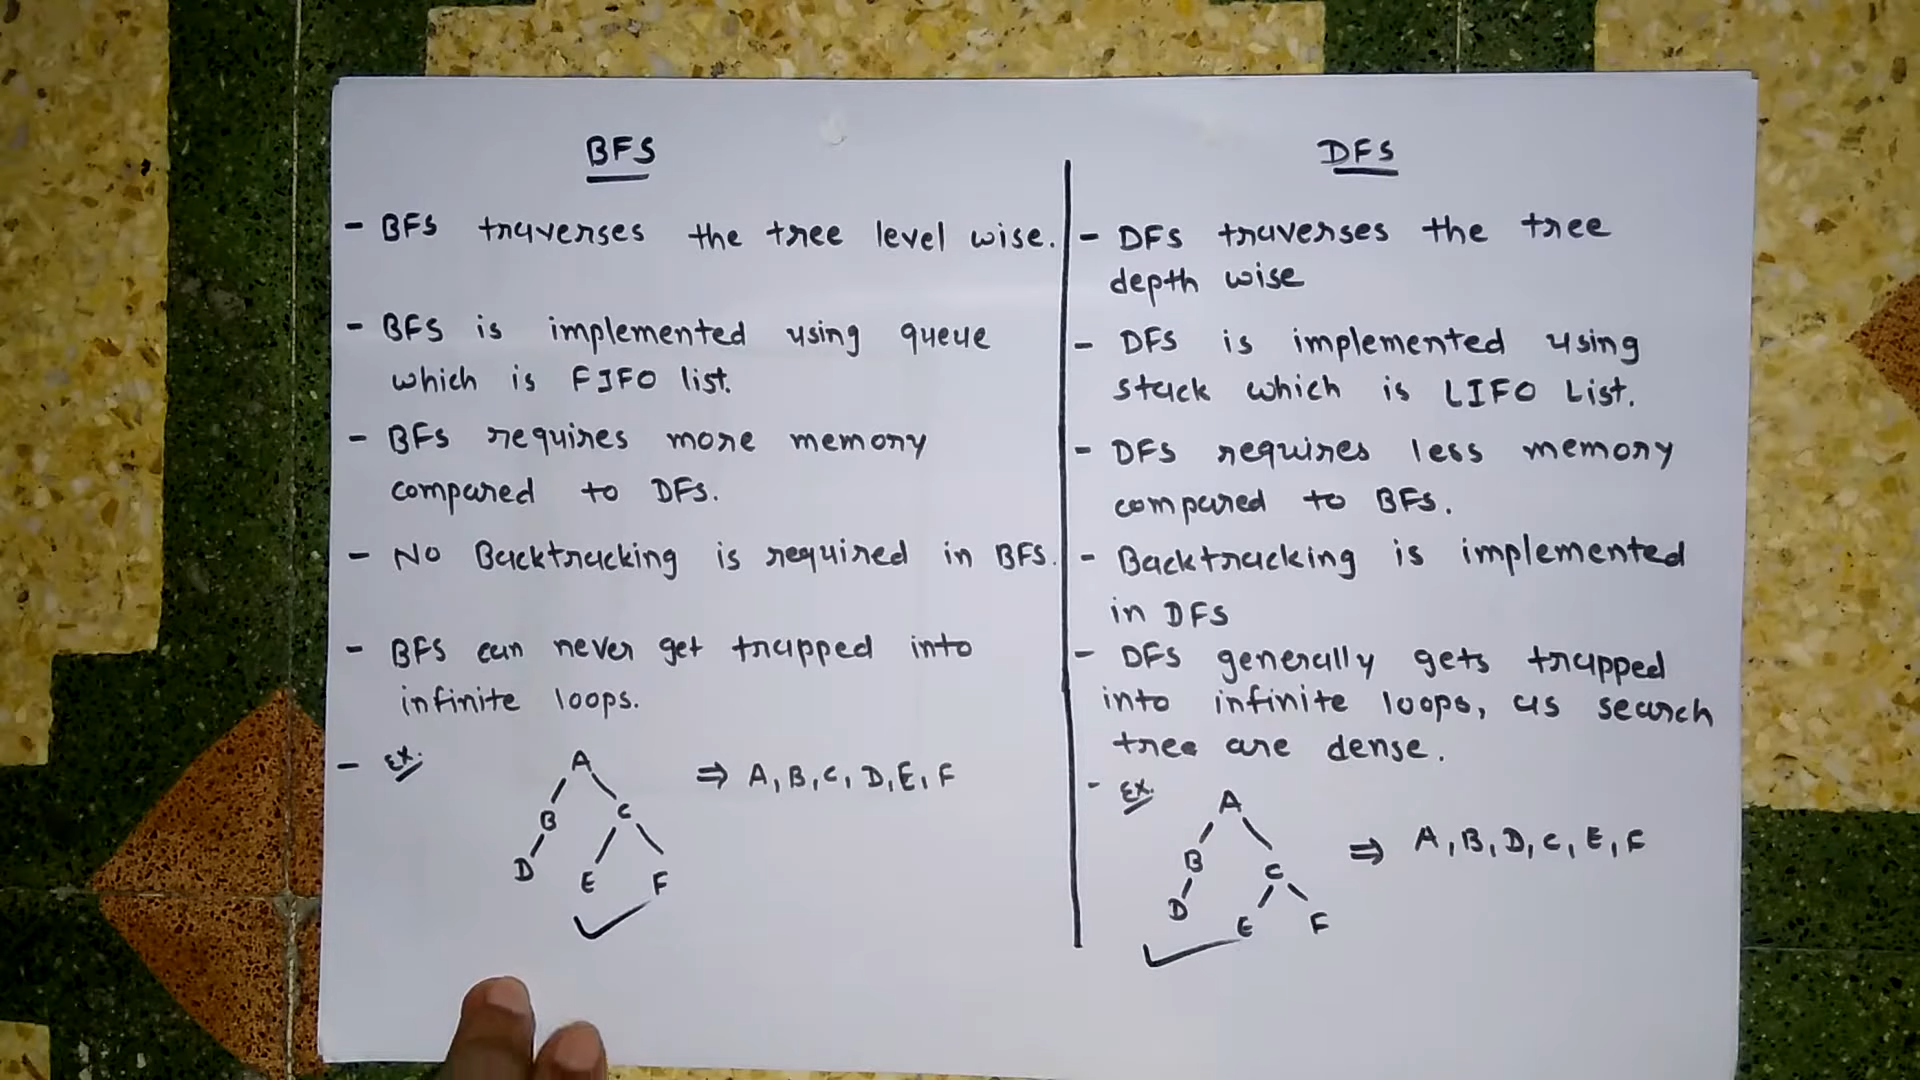 BFS
- BFS traverses the tree level wise.
- BFS is implemented using queue
which is FIFO list.
- BFS requires more memory
compared to DFS.
- No Backtracking is required in BFS.
- BFS can never get trapped into
infinite loops.
- Ex.
A
B C
D E F
⇒ A, B, C, D, E, F
DFS
- DFS traverses the tree
depth wise
- DFS is implemented using
stack which is LIFO List.
- DFS requires less memory
compared to BFS.
- Backtracking is implemented
in DFS
- DFS generally gets trapped
into infinite loops, as search
tree are dense.
- Ex.
A
B C
D E F
⇒ A, B, D, C, E, F